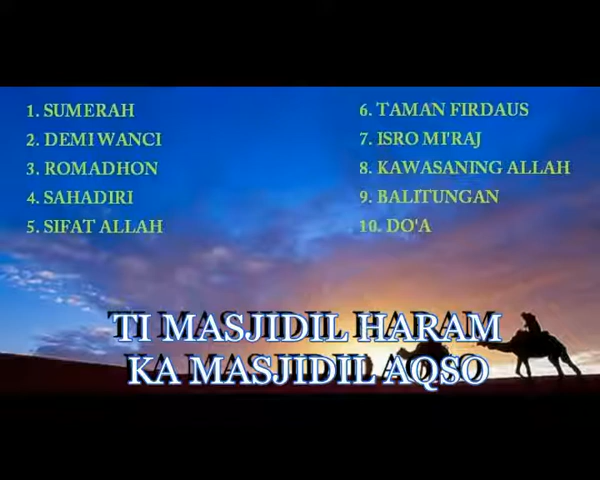 1. SUMERAH
2. DEMI WANCI
3. ROMADHON
4. SAHADIRI
5. SIFAT ALLAH
6. TAMAN FIRDAUS
7. ISRO MI'RAJ
8. KAWASANING ALLAH
9. BALITUNGAN
10. DO'A
TI MASJIDIL HARAM
KA MASJIDIL AQSO